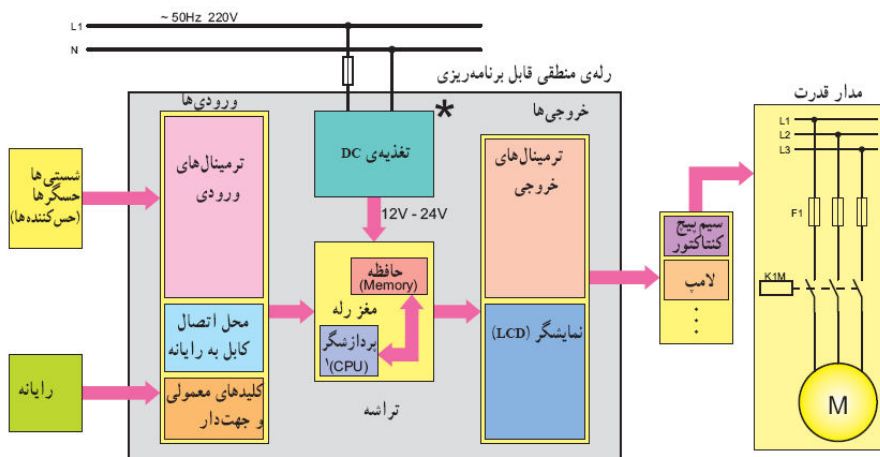 ~ 50Hz 220V
L1
N
رله‌ی منطقی قابل برنامه‌ریزی
ورودی‌ها
ترمینال‌های
ورودی
محل اتصال
کابل به رایانه
کلیدهای معمولی
و جهت‌دار
شستی‌ها
حسگرها
(حس‌کننده‌ها)
رایانه
*
تغذیه‌ی DC
12V - 24V
حافظه
(Memory)
مغز رله
پردازشگر
(CPU)۱
تراشه
خروجی‌ها
ترمینال‌های
خروجی
نمایشگر (LCD)
سیم پیچ
کنتاکتور
لامپ
⋮
مدار قدرت
L1
L2
L3
F1
K1M
M